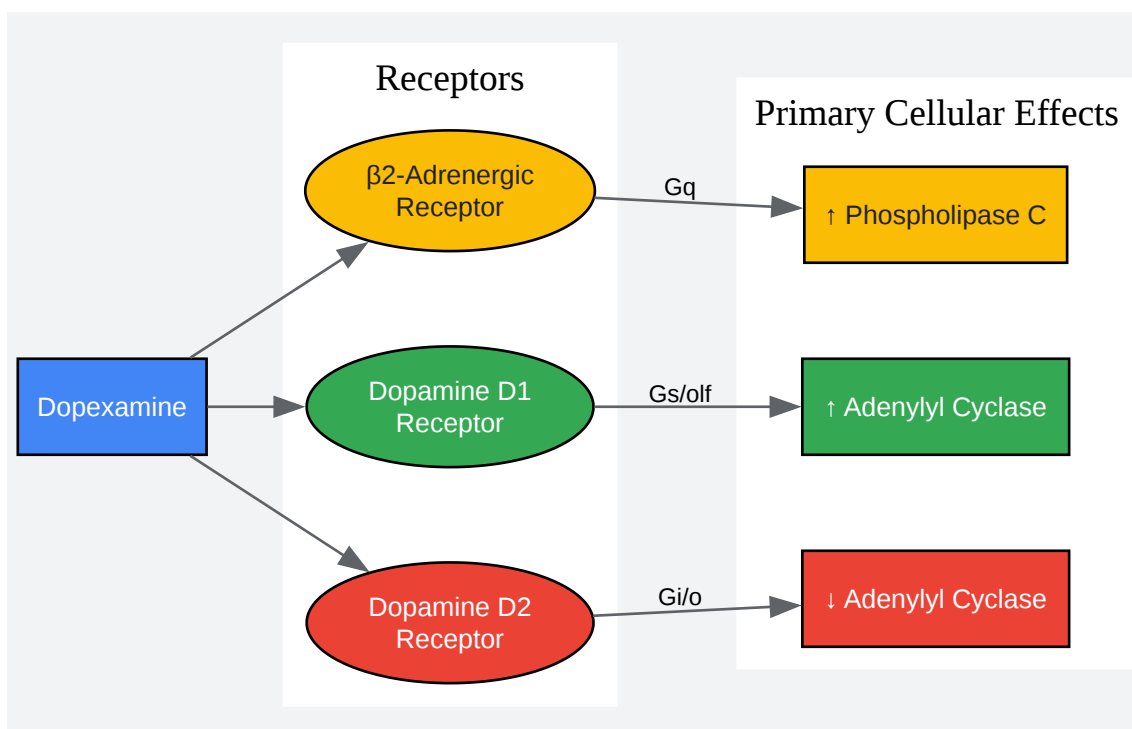 Receptors
Primary Cellular Effects
β2-Adrenergic
Receptor
Gq
↑ Phospholipase C
Dopexamine
Dopamine D1
Receptor
Gs/olf
↑ Adenylyl Cyclase
Dopamine D2
Receptor
Gi/o
↓ Adenylyl Cyclase